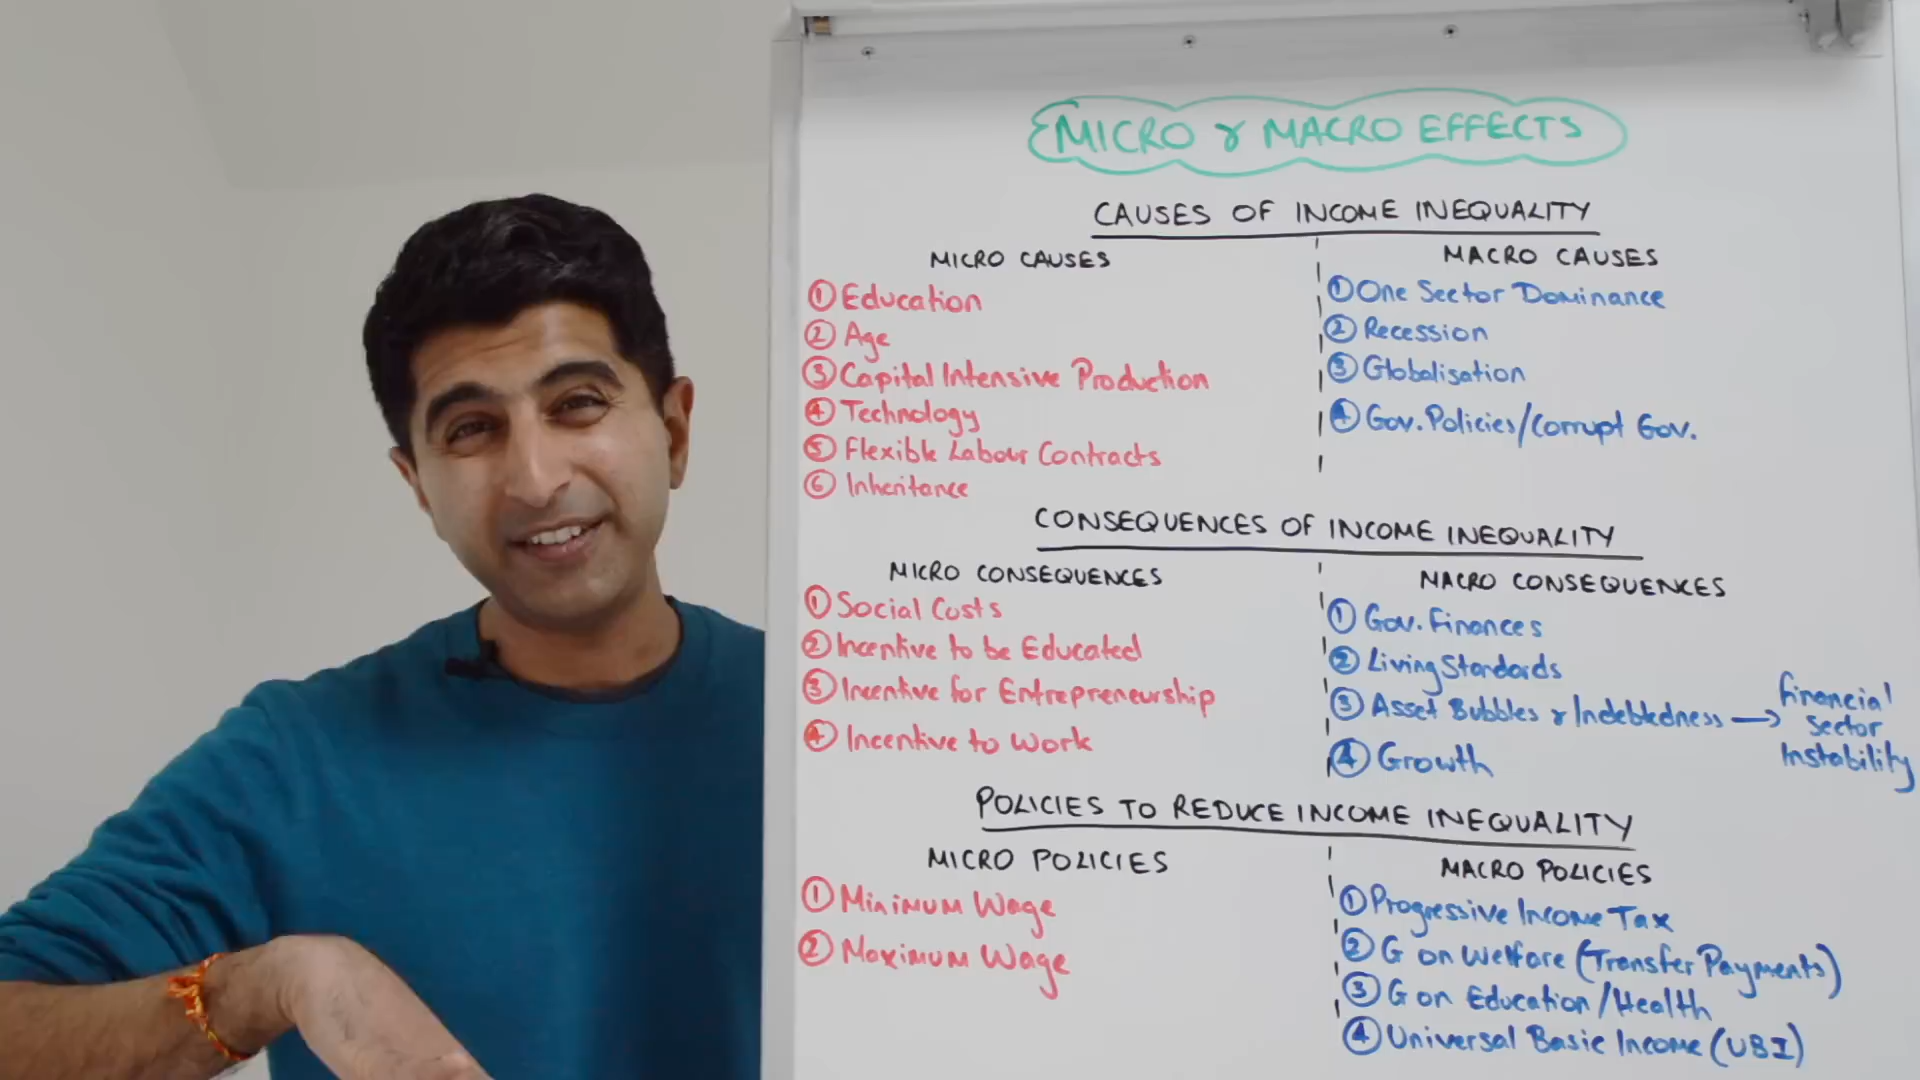 MICRO & MACRO EFFECTS
CAUSES OF INCOME INEQUALITY
MICRO CAUSES
① Education
② Age
③ Capital Intensive Production
④ Technology
⑤ Flexible Labour Contracts
⑥ Inheritance
MACRO CAUSES
① One Sector Dominance
② Recession
③ Globalisation
④ Gov. Policies/Corrupt Gov.
CONSEQUENCES OF INCOME INEQUALITY
MICRO CONSEQUENCES
① Social Costs
② Incentive to be Educated
③ Incentive for Entrepreneurship
④ Incentive to Work
MACRO CONSEQUENCES
① Gov. Finances
② Living Standards
③ Asset Bubbles & Indebtedness → Financial
Sector
Instability
④ Growth
POLICIES TO REDUCE INCOME INEQUALITY
MICRO POLICIES
① Minimum Wage
② Maximum Wage
MACRO POLICIES
① Progressive Income Tax
② G on Welfare (Transfer Payments)
③ G on Education/Health
④ Universal Basic Income (UBI)